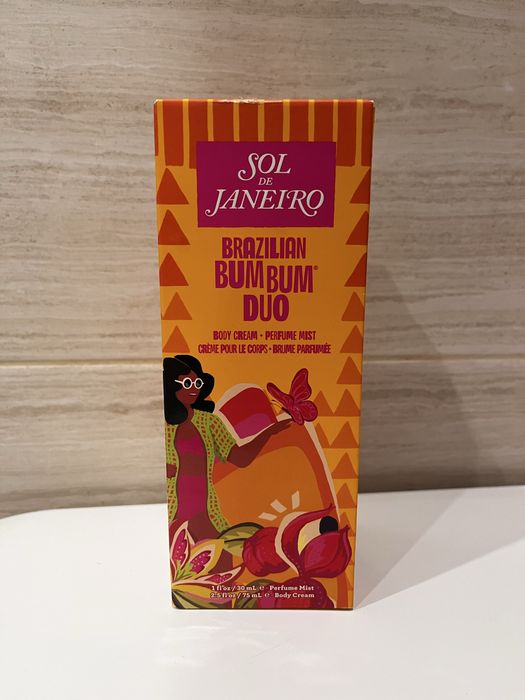 SOL
DE
JANEIRO
BRAZILIAN
BUM BUM®
DUO
BODY CREAM • PERFUME MIST
CRÈME POUR LE CORPS • BRUME PARFUMÉE
1 fl oz / 30 mL ℮ Perfume Mist
2.5 fl oz / 75 mL ℮ Body Cream